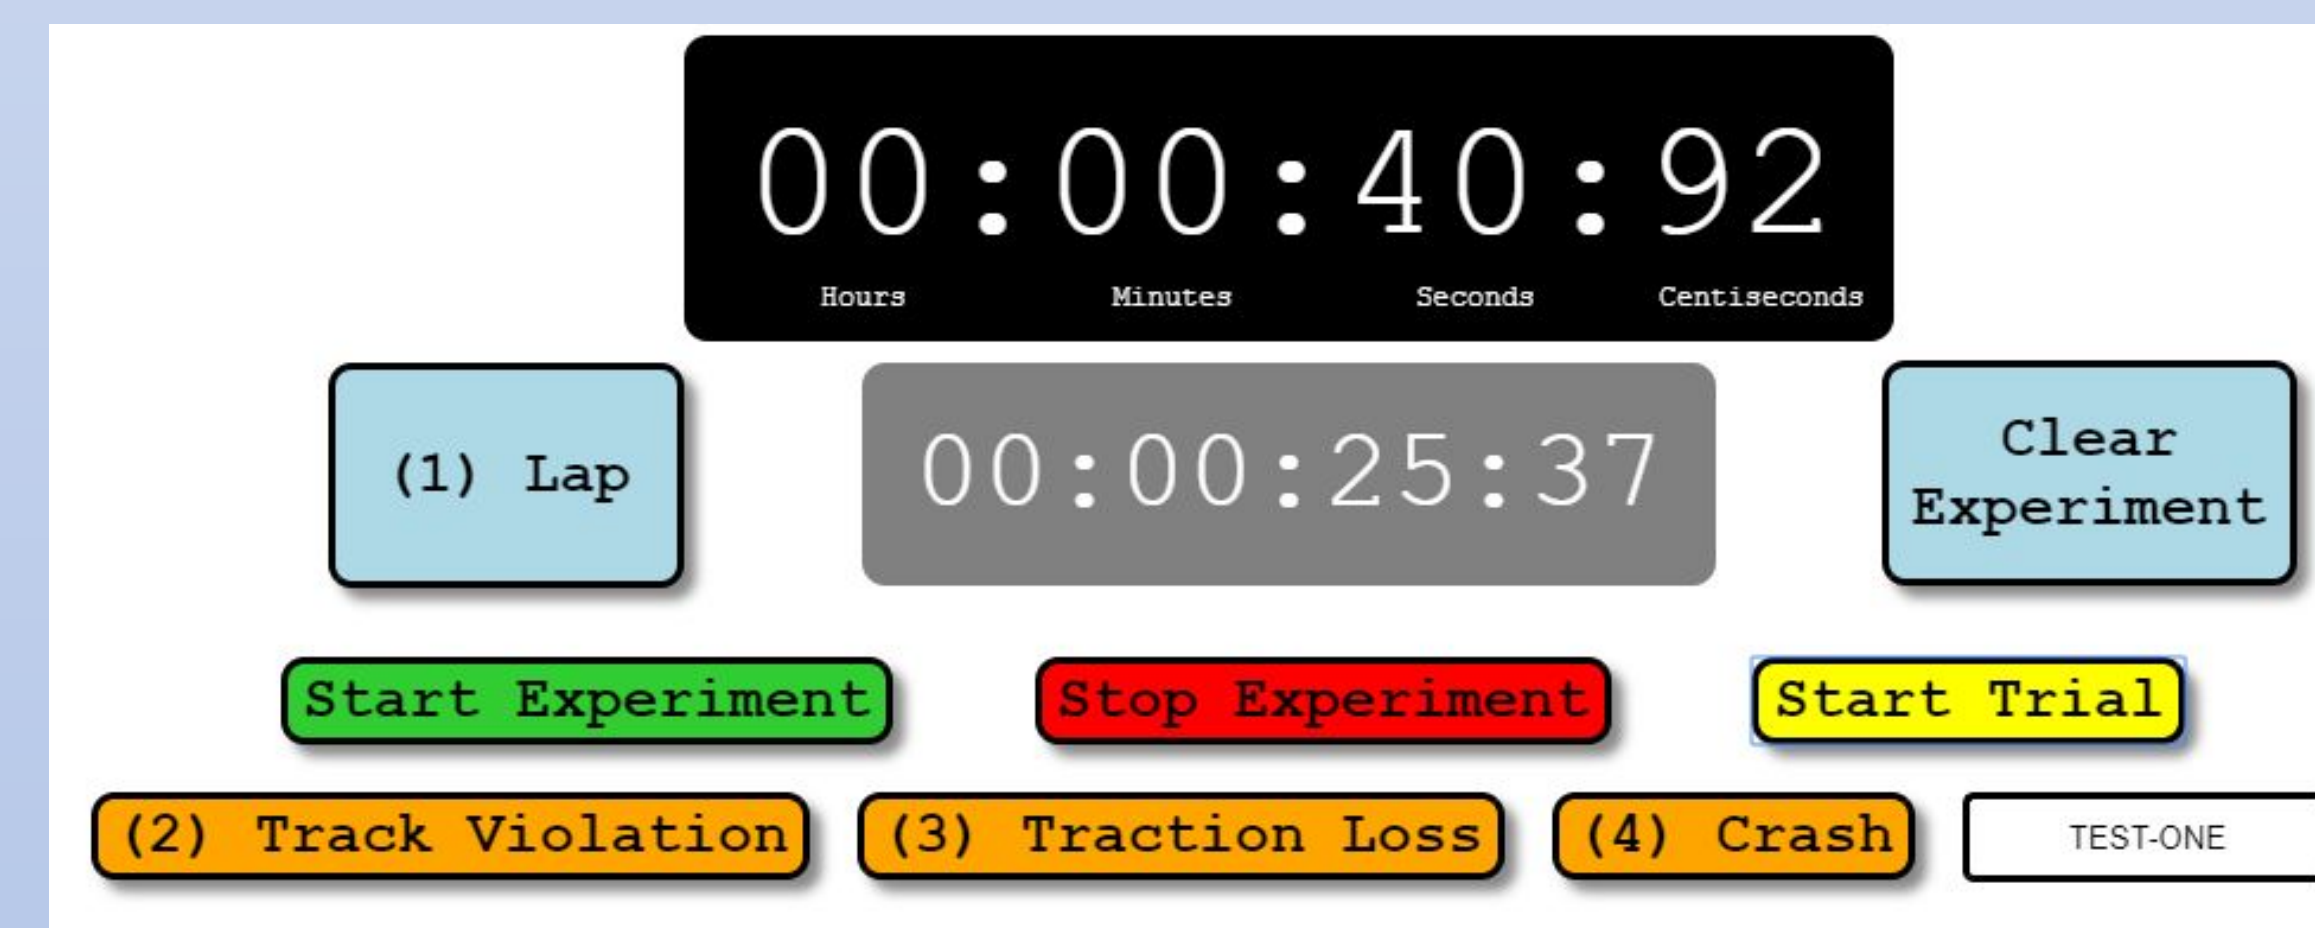 00:00:40:92
Hours Minutes Seconds Centiseconds
(1) Lap
00:00:25:37
Clear
Experiment
Start Experiment
Stop Experiment
Start Trial
(2) Track Violation
(3) Traction Loss
(4) Crash
TEST-ONE